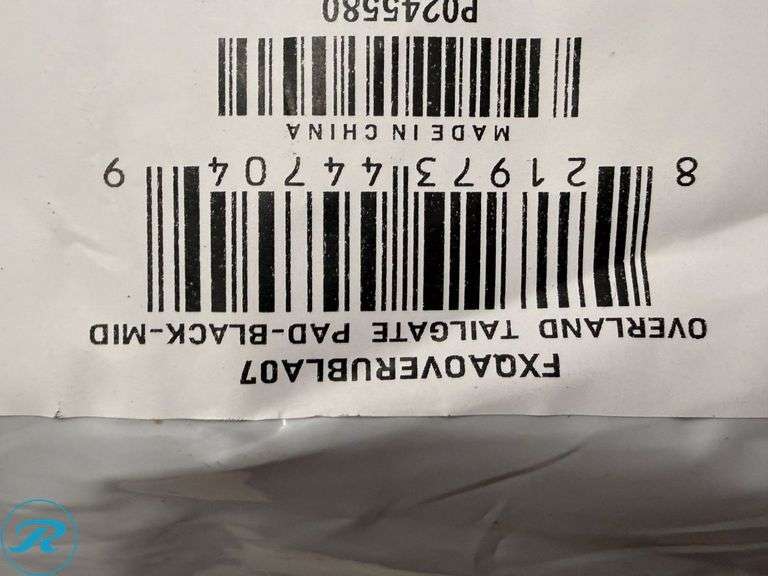 FXQAOVERUBLA07
OVERLAND TAILGATE PAD-BLACK-MID
8 21973 44704 9
MADE IN CHINA
P0245580
R